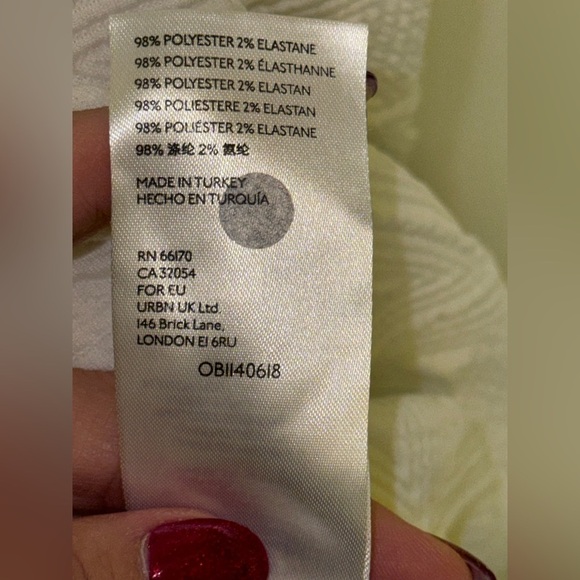 98% POLYESTER 2% ELASTANE
98% POLYESTER 2% ÉLASTHANNE
98% POLYESTER 2% ELASTAN
98% POLIESTERE 2% ELASTAN
98% POLIÉSTER 2% ELASTANE
98% 涤纶 2% 氨纶
MADE IN TURKEY
HECHO EN TURQUÍA
RN 66170
CA 32054
FOR EU
URBN UK Ltd.
146 Brick Lane,
LONDON E1 6RU
OB1140618